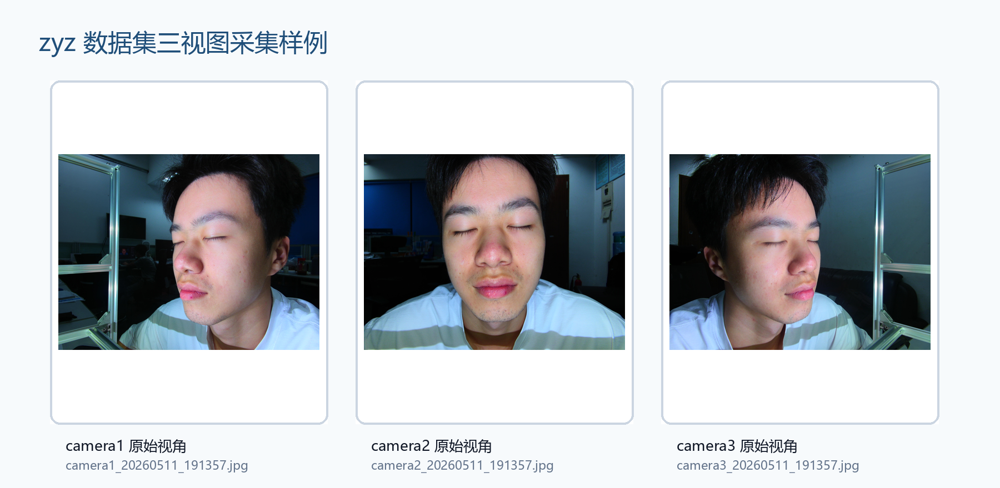 zyz 数据集三视图采集样例
camera1 原始视角
camera1_20260511_191357.jpg
camera2 原始视角
camera2_20260511_191357.jpg
camera3 原始视角
camera3_20260511_191357.jpg